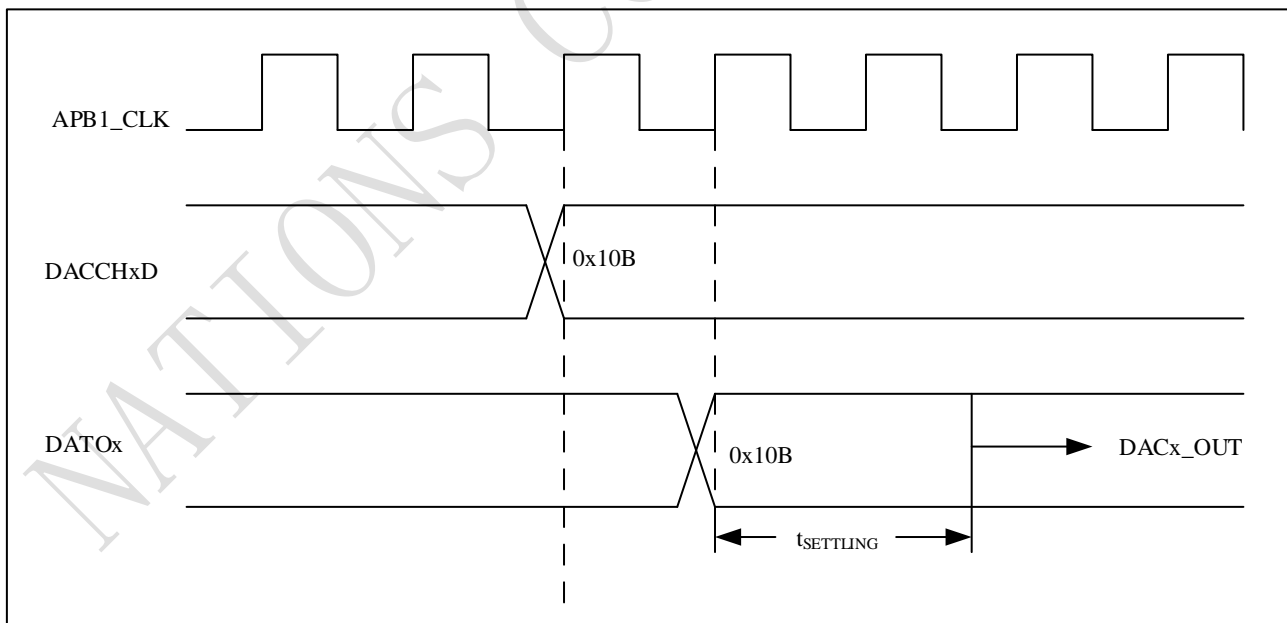 APB1_CLK
DACCHxD
0x10B
DATOx
0x10B
DACx_OUT
tSETTLING
NATIONS